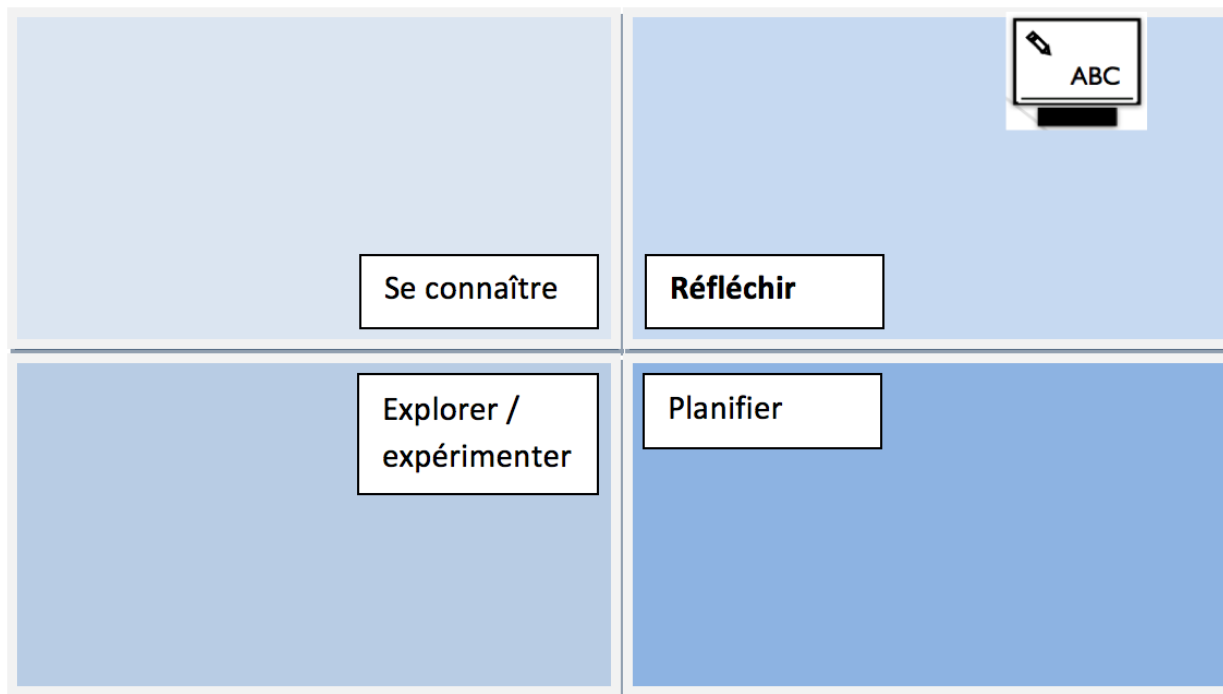 ABC
Se connaître
Réfléchir
Explorer /
expérimenter
Planifier